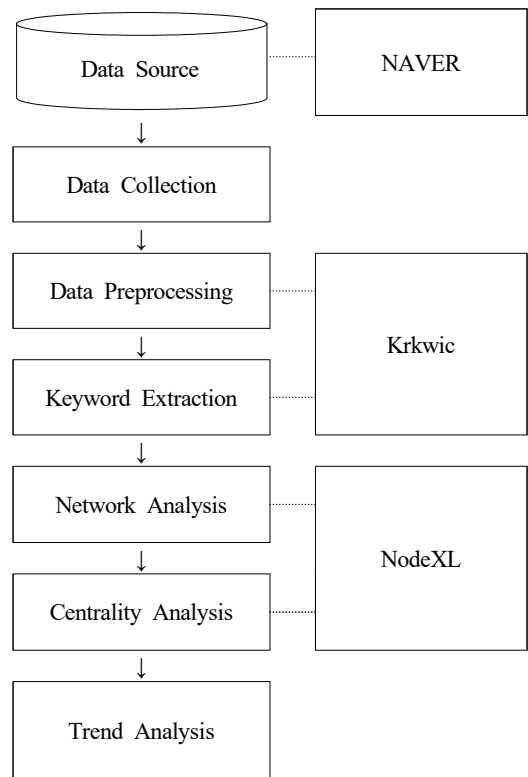 Data Source
NAVER
Data Collection
Data Preprocessing
Krkwic
Keyword Extraction
Network Analysis
NodeXL
Centrality Analysis
Trend Analysis